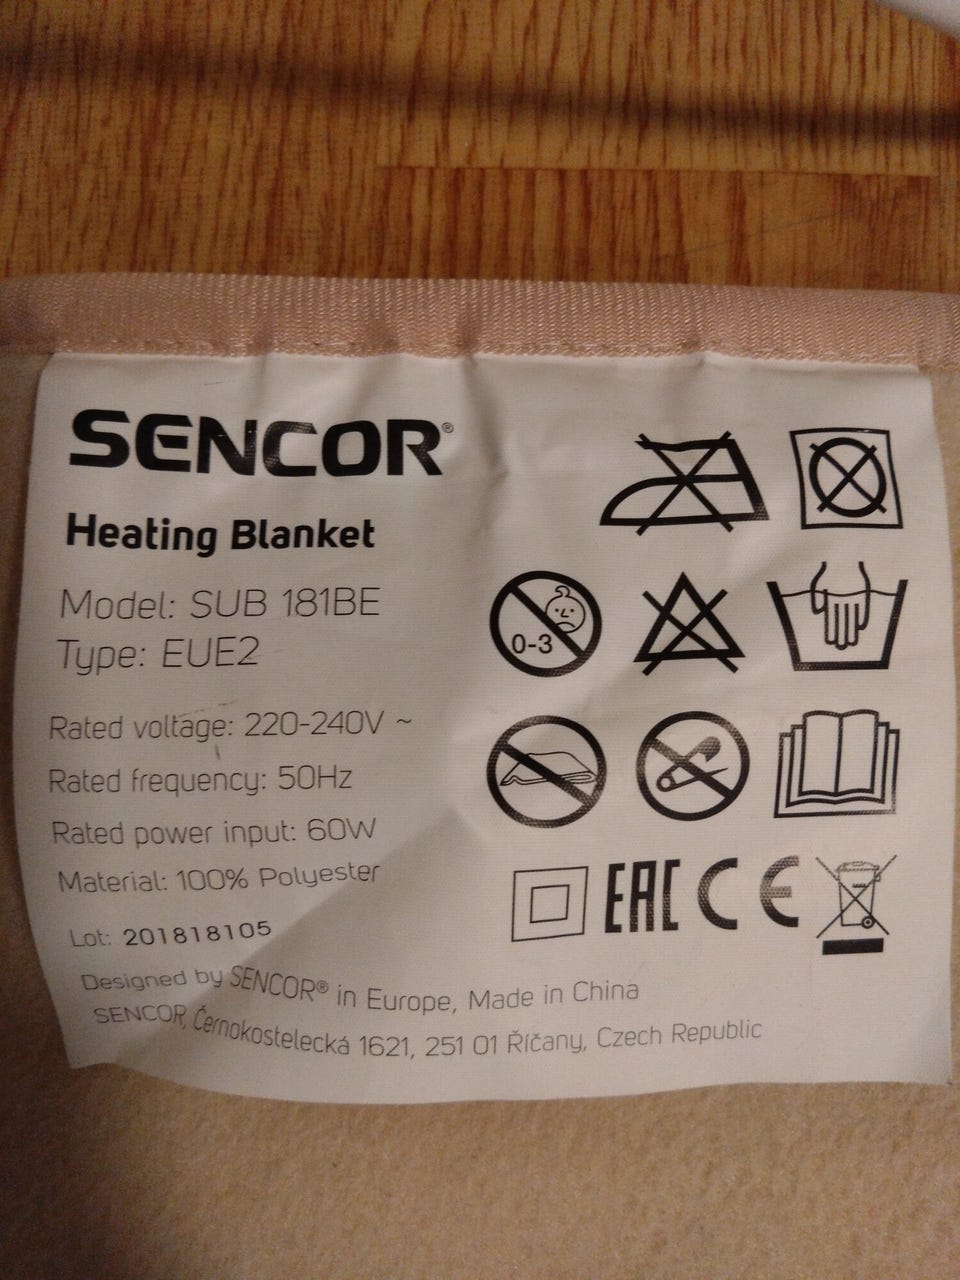 SENCOR®
Heating Blanket
Model: SUB 181BE
Type: EUE2
Rated voltage: 220-240V ~
Rated frequency: 50Hz
Rated power input: 60W
Material: 100% Polyester
Lot: 201818105
Designed by SENCOR® in Europe, Made in China
SENCOR, Černokostelecká 1621, 251 01 Říčany, Czech Republic
0-3
EAC CE